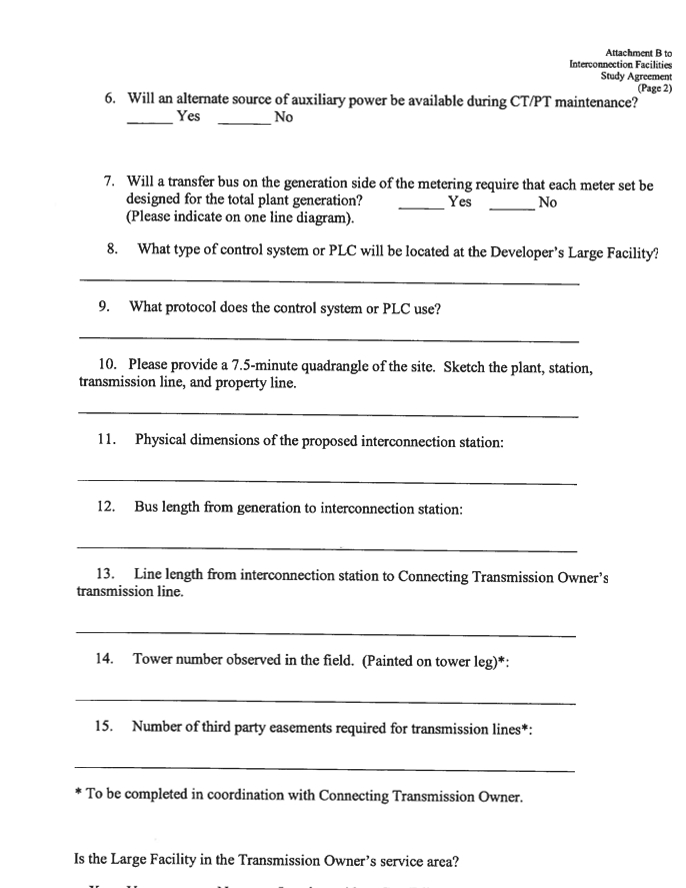 Attachment B to
Interconnection Facilities
Study Agreement
(Page 2)
6. Will an alternate source of auxiliary power be available during CT/PT maintenance?
______ Yes _______ No
7. Will a transfer bus on the generation side of the metering require that each meter set be
designed for the total plant generation? ______ Yes ______ No
(Please indicate on one line diagram).
8. What type of control system or PLC will be located at the Developer's Large Facility?
9. What protocol does the control system or PLC use?
10. Please provide a 7.5-minute quadrangle of the site. Sketch the plant, station,
transmission line, and property line.
11. Physical dimensions of the proposed interconnection station:
12. Bus length from generation to interconnection station:
13. Line length from interconnection station to Connecting Transmission Owner's
transmission line.
14. Tower number observed in the field. (Painted on tower leg)*:
15. Number of third party easements required for transmission lines*:
* To be completed in coordination with Connecting Transmission Owner.
Is the Large Facility in the Transmission Owner's service area?